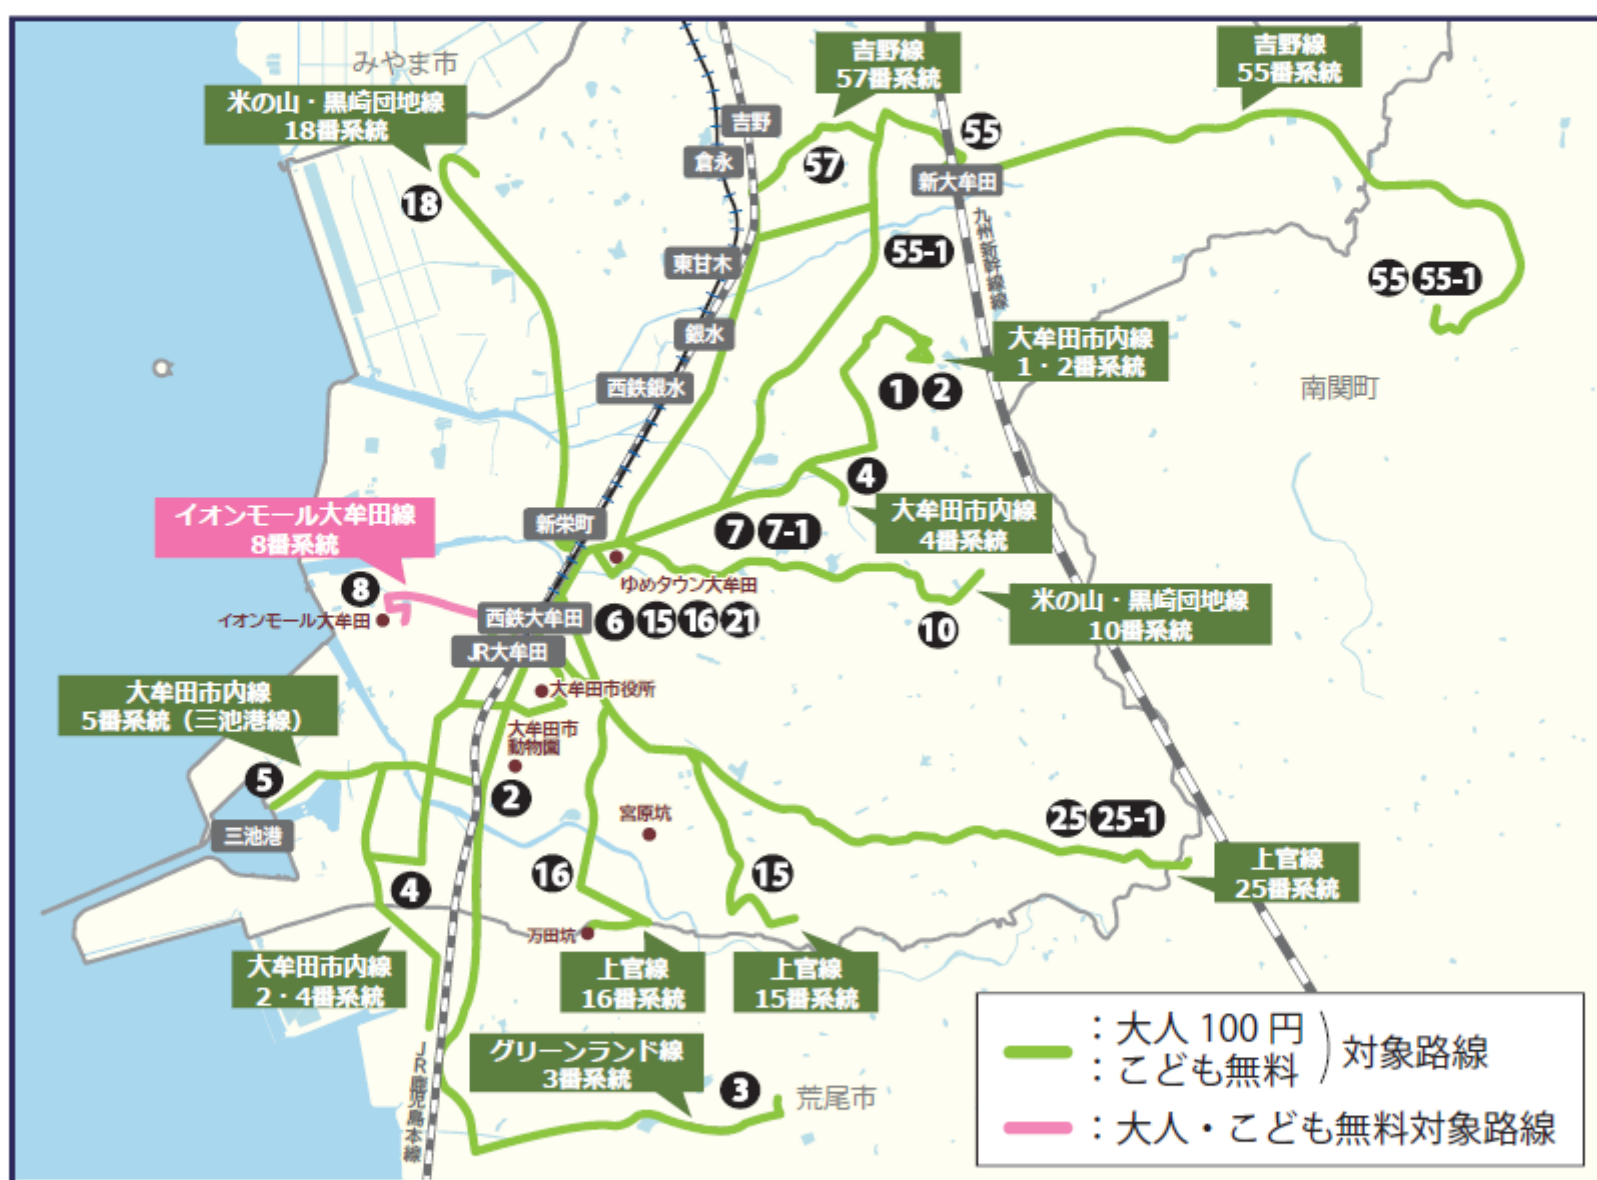 みやま市
米の山・黒崎団地線
18番系統
18
吉野線
57番系統
吉野線
55番系統
吉野
倉永
57
55
新大牟田
九州新幹線
東甘木
55-1
55 55-1
銀水
西鉄銀水
大牟田市内線
1・2番系統
1 2
南関町
4
大牟田市内線
4番系統
イオンモール大牟田線
8番系統
新栄町
7 7-1
8
イオンモール大牟田
ゆめタウン大牟田
西鉄大牟田
6 15 16 21
10
米の山・黒崎団地線
10番系統
JR大牟田
大牟田市内線
5番系統（三池港線）
大牟田市役所
大牟田市
動物園
5
2
三池港
宮原坑
25 25-1
上官線
25番系統
4
16
15
万田坑
大牟田市内線
2・4番系統
上官線
16番系統
上官線
15番系統
グリーンランド線
3番系統
3
荒尾市
JR鹿児島本線
：大人 100 円
：こども無料
対象路線
：大人・こども無料対象路線